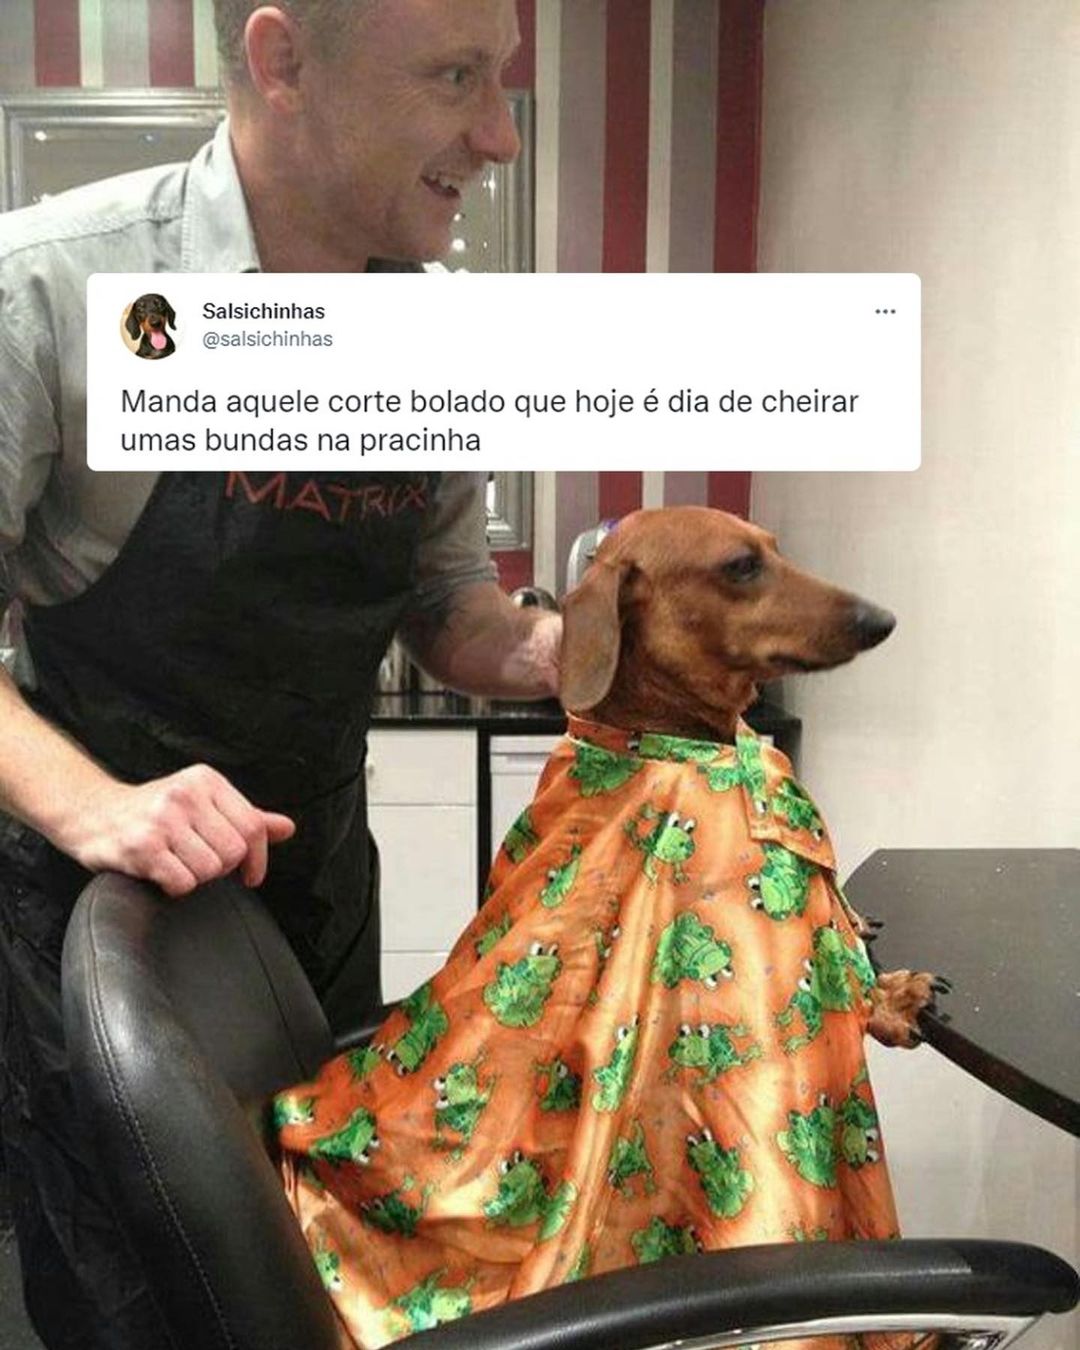 Salsichinhas
@salsichinhas
Manda aquele corte bolado que hoje é dia de cheirar
umas bundas na pracinha
MATRIX